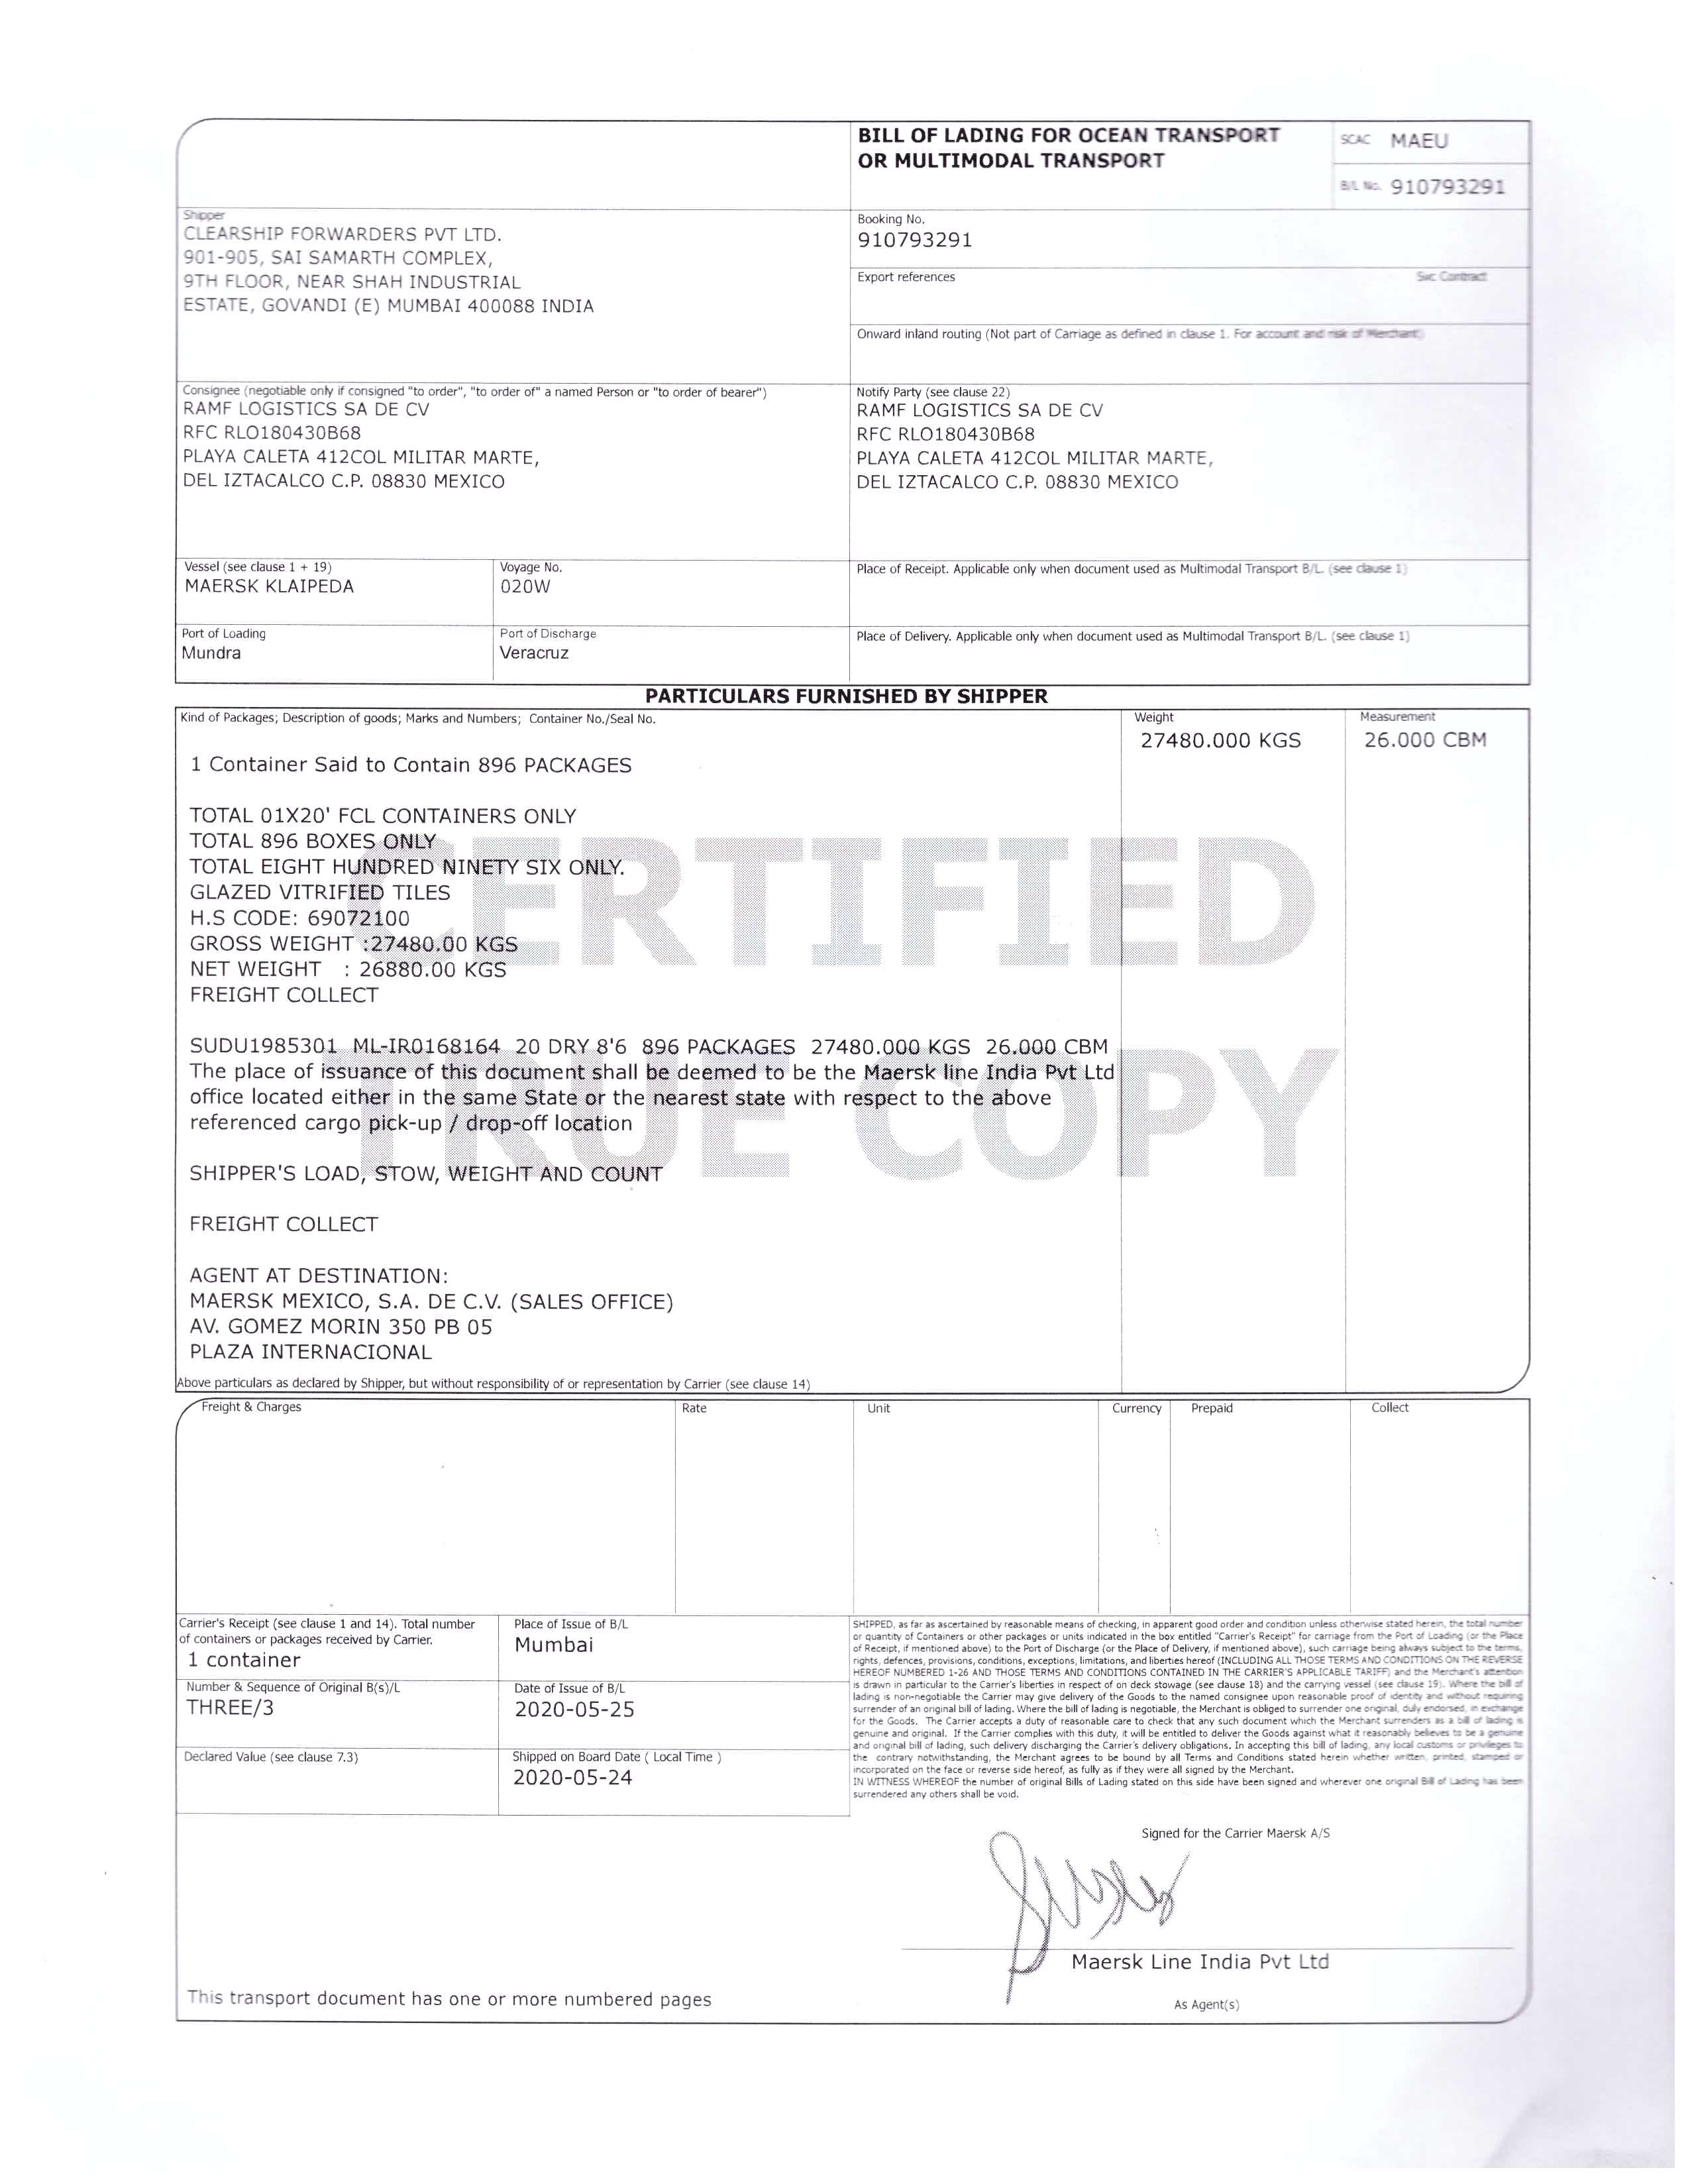 BILL OF LADING FOR OCEAN TRANSPORT
OR MULTIMODAL TRANSPORT
SCAC MAEU
B/L No. 910793291
Shipper
CLEARSHIP FORWARDERS PVT LTD.
901-905, SAI SAMARTH COMPLEX,
9TH FLOOR, NEAR SHAH INDUSTRIAL
ESTATE, GOVANDI (E) MUMBAI 400088 INDIA
Booking No.
910793291
Export references
Svc Contract
Onward inland routing (Not part of Carriage as defined in clause 1. For account and risk of Merchant)
Consignee (negotiable only if consigned "to order", "to order of" a named Person or "to order of bearer")
RAMF LOGISTICS SA DE CV
RFC RLO180430B68
PLAYA CALETA 412COL MILITAR MARTE,
DEL IZTACALCO C.P. 08830 MEXICO
Notify Party (see clause 22)
RAMF LOGISTICS SA DE CV
RFC RLO180430B68
PLAYA CALETA 412COL MILITAR MARTE,
DEL IZTACALCO C.P. 08830 MEXICO
Vessel (see clause 1 + 19)
MAERSK KLAIPEDA
Voyage No.
020W
Place of Receipt. Applicable only when document used as Multimodal Transport B/L. (see clause 1)
Port of Loading
Mundra
Port of Discharge
Veracruz
Place of Delivery. Applicable only when document used as Multimodal Transport B/L. (see clause 1)
PARTICULARS FURNISHED BY SHIPPER
Kind of Packages; Description of goods; Marks and Numbers; Container No./Seal No.
Weight
27480.000 KGS
Measurement
26.000 CBM
1 Container Said to Contain 896 PACKAGES
TOTAL 01X20' FCL CONTAINERS ONLY
TOTAL 896 BOXES ONLY
TOTAL EIGHT HUNDRED NINETY SIX ONLY.
GLAZED VITRIFIED TILES
H.S CODE: 69072100
GROSS WEIGHT :27480.00 KGS
NET WEIGHT : 26880.00 KGS
FREIGHT COLLECT
CERTIFIED
TRUE COPY
SUDU1985301 ML-IR0168164 20 DRY 8'6 896 PACKAGES 27480.000 KGS 26.000 CBM
The place of issuance of this document shall be deemed to be the Maersk line India Pvt Ltd
office located either in the same State or the nearest state with respect to the above
referenced cargo pick-up / drop-off location
SHIPPER'S LOAD, STOW, WEIGHT AND COUNT
FREIGHT COLLECT
AGENT AT DESTINATION:
MAERSK MEXICO, S.A. DE C.V. (SALES OFFICE)
AV. GOMEZ MORIN 350 PB 05
PLAZA INTERNACIONAL
Above particulars as declared by Shipper, but without responsibility of or representation by Carrier (see clause 14)
Freight & Charges
Rate
Unit
Currency
Prepaid
Collect
Carrier's Receipt (see clause 1 and 14). Total number
of containers or packages received by Carrier.
1 container
Place of Issue of B/L
Mumbai
Number & Sequence of Original B(s)/L
THREE/3
Date of Issue of B/L
2020-05-25
Declared Value (see clause 7.3)
Shipped on Board Date ( Local Time )
2020-05-24
SHIPPED, as far as ascertained by reasonable means of checking, in apparent good order and condition unless otherwise stated herein, the total number
or quantity of Containers or other packages or units indicated in the box entitled "Carrier's Receipt" for carriage from the Port of Loading (or the Place
of Receipt, if mentioned above) to the Port of Discharge (or the Place of Delivery, if mentioned above), such carriage being always subject to the terms,
rights, defences, provisions, conditions, exceptions, limitations, and liberties hereof (INCLUDING ALL THOSE TERMS AND CONDITIONS ON THE REVERSE
HEREOF NUMBERED 1-26 AND THOSE TERMS AND CONDITIONS CONTAINED IN THE CARRIER'S APPLICABLE TARIFF) and the Merchant's attention
is drawn in particular to the Carrier's liberties in respect of on deck stowage (see clause 18) and the carrying vessel (see clause 19). Where the bill of
lading is non-negotiable the Carrier may give delivery of the Goods to the named consignee upon reasonable proof of identity and without requiring
surrender of an original bill of lading. Where the bill of lading is negotiable, the Merchant is obliged to surrender one original, duly endorsed, in exchange
for the Goods. The Carrier accepts a duty of reasonable care to check that any such document which the Merchant surrenders as a bill of lading is
genuine and original. If the Carrier complies with this duty, it will be entitled to deliver the Goods against what it reasonably believes to be a genuine
and original bill of lading, such delivery discharging the Carrier's delivery obligations. In accepting this bill of lading, any local customs or privileges to
the contrary notwithstanding, the Merchant agrees to be bound by all Terms and Conditions stated herein whether written, printed, stamped or
incorporated on the face or reverse side hereof, as fully as if they were all signed by the Merchant.
IN WITNESS WHEREOF the number of original Bills of Lading stated on this side have been signed and wherever one original Bill of Lading has been
surrendered any others shall be void.
Signed for the Carrier Maersk A/S
Maersk Line India Pvt Ltd
As Agent(s)
This transport document has one or more numbered pages